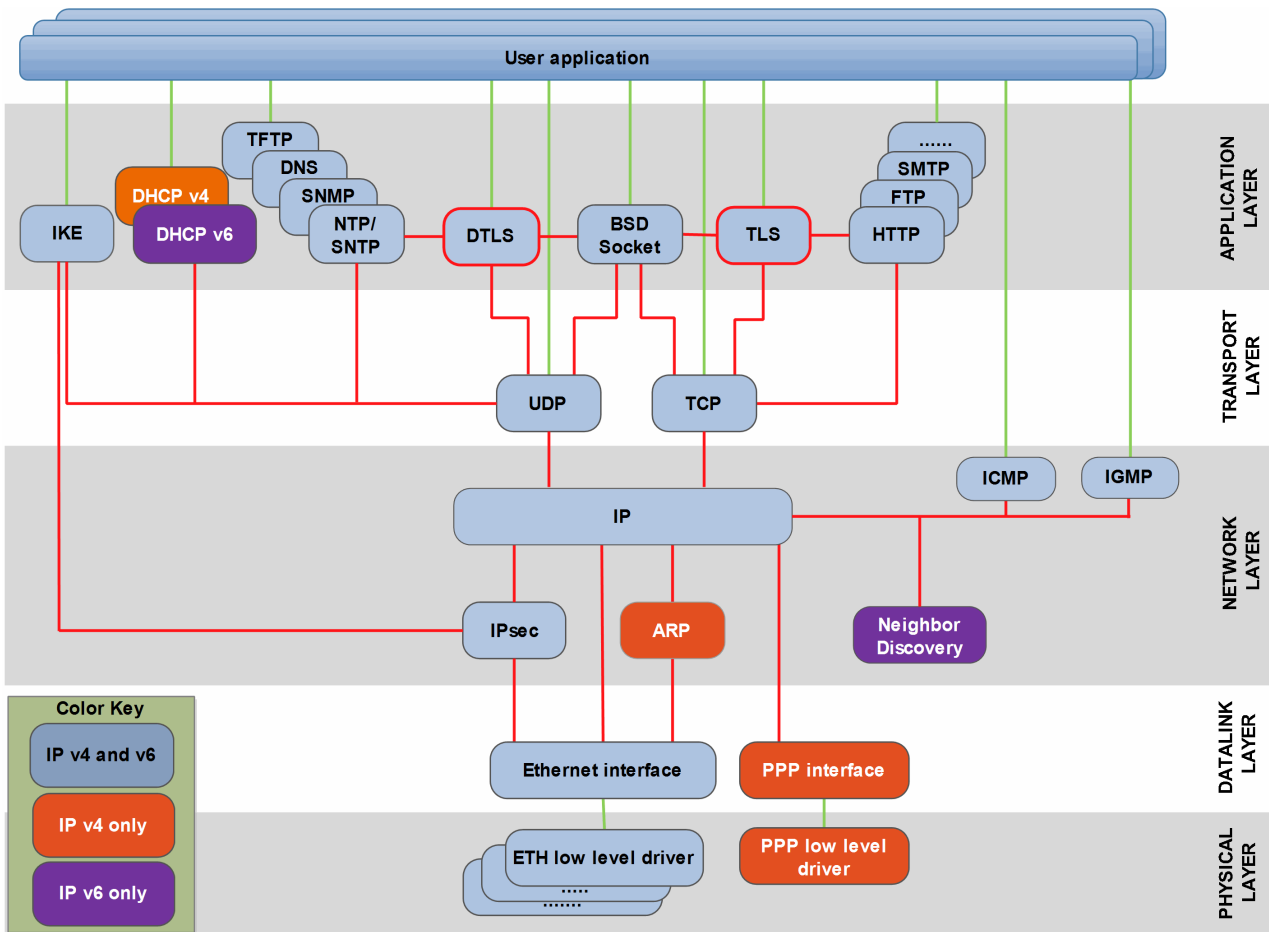 User application
TFTP
DNS
SNMP
NTP/
SNTP
DHCP v4
DHCP v6
IKE
DTLS
BSD
Socket
TLS
......
SMTP
FTP
HTTP
APPLICATION
LAYER
UDP
TCP
TRANSPORT
LAYER
ICMP
IGMP
IP
IPsec
ARP
Neighbor
Discovery
NETWORK
LAYER
Ethernet interface
PPP interface
DATALINK
LAYER
ETH low level driver
.....
.......
PPP low level
driver
PHYSICAL
LAYER
Color Key
IP v4 and v6
IP v4 only
IP v6 only